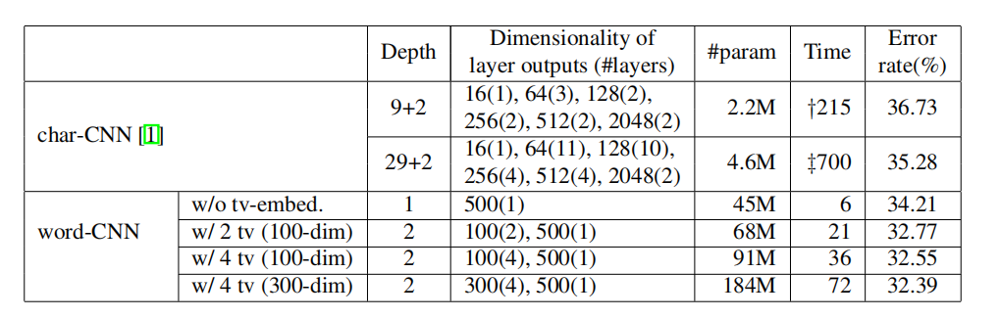 Depth Dimensionality of layer outputs (#layers) #param Time Error rate(%)
char-CNN [1]
9+2 16(1), 64(3), 128(2), 256(2), 512(2), 2048(2) 2.2M †215 36.73
29+2 16(1), 64(11), 128(10), 256(4), 512(4), 2048(2) 4.6M ‡700 35.28
word-CNN
w/o tv-embed. 1 500(1) 45M 6 34.21
w/ 2 tv (100-dim) 2 100(2), 500(1) 68M 21 32.77
w/ 4 tv (100-dim) 2 100(4), 500(1) 91M 36 32.55
w/ 4 tv (300-dim) 2 300(4), 500(1) 184M 72 32.39